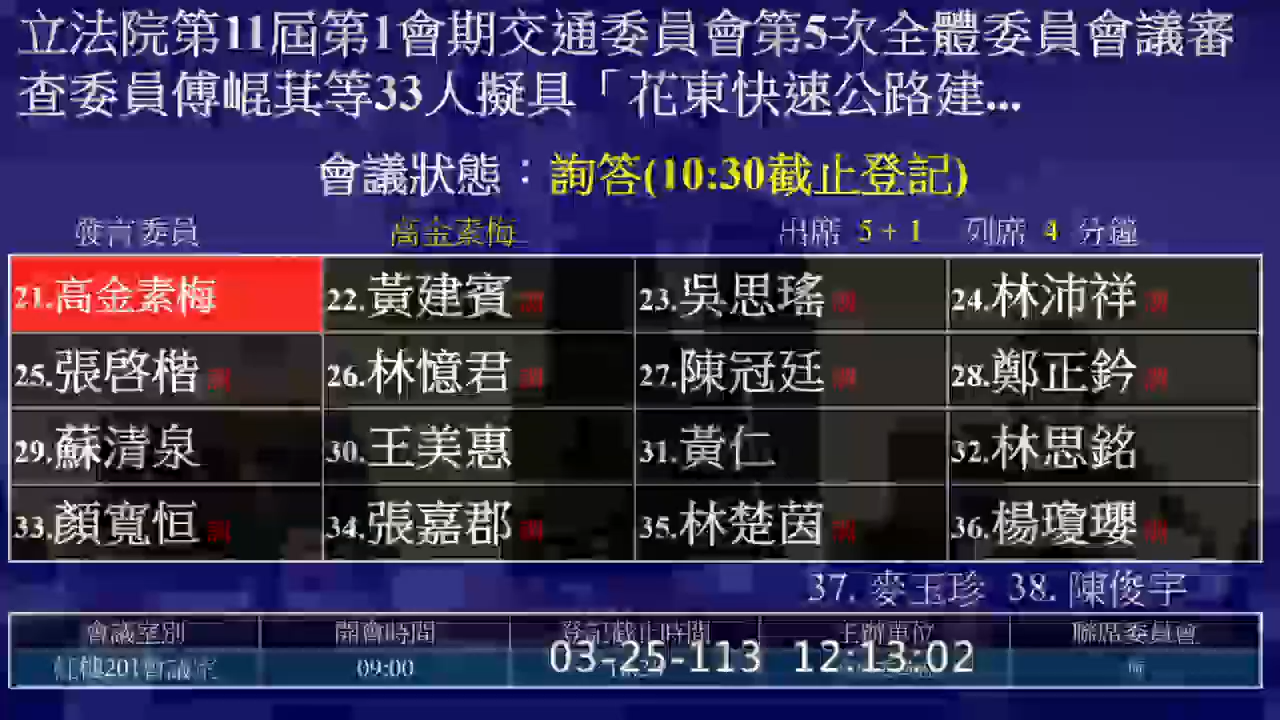 立法院第11屆第1會期交通委員會第5次全體委員會議審
查委員傅崐萁等33人擬具「花東快速公路建...
會議狀態：詢答(10:30截止登記)
發言委員 高金素梅 出席 5 + 1 列席 4 分鐘
21.高金素梅 22.黃建賓 23.吳思瑤 24.林沛祥
25.張啓楷 26.林憶君 27.陳冠廷 28.鄭正鈐
29.蘇清泉 30.王美惠 31.黃仁 32.林思銘
33.顏寬恒 34.張嘉郡 35.林楚茵 36.楊瓊瓔
37. 麥玉珍 38. 陳俊宇
會議室別 開會時間 登記截止時間 主辦單位 聯席委員會
紅樓201會議室 09:00
03-25-113 12:13:02